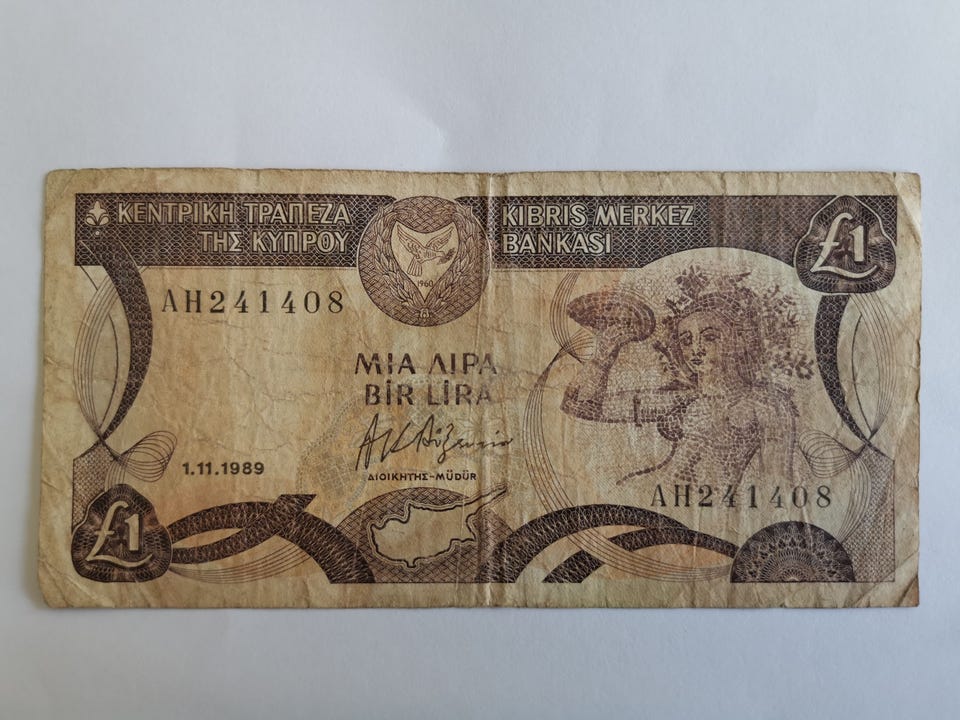 ΚΕΝΤΡΙΚΗ ΤΡΑΠΕΖΑ
ΤΗΣ ΚΥΠΡΟΥ
KIBRIS MERKEZ
BANKASI
£1
1960
AH241408
ΜΙΑ ΛΙΡΑ
BİR LİRA
ΔΙΟΙΚΗΤΗΣ-MÜDÜR
1.11.1989
AH241408
£1